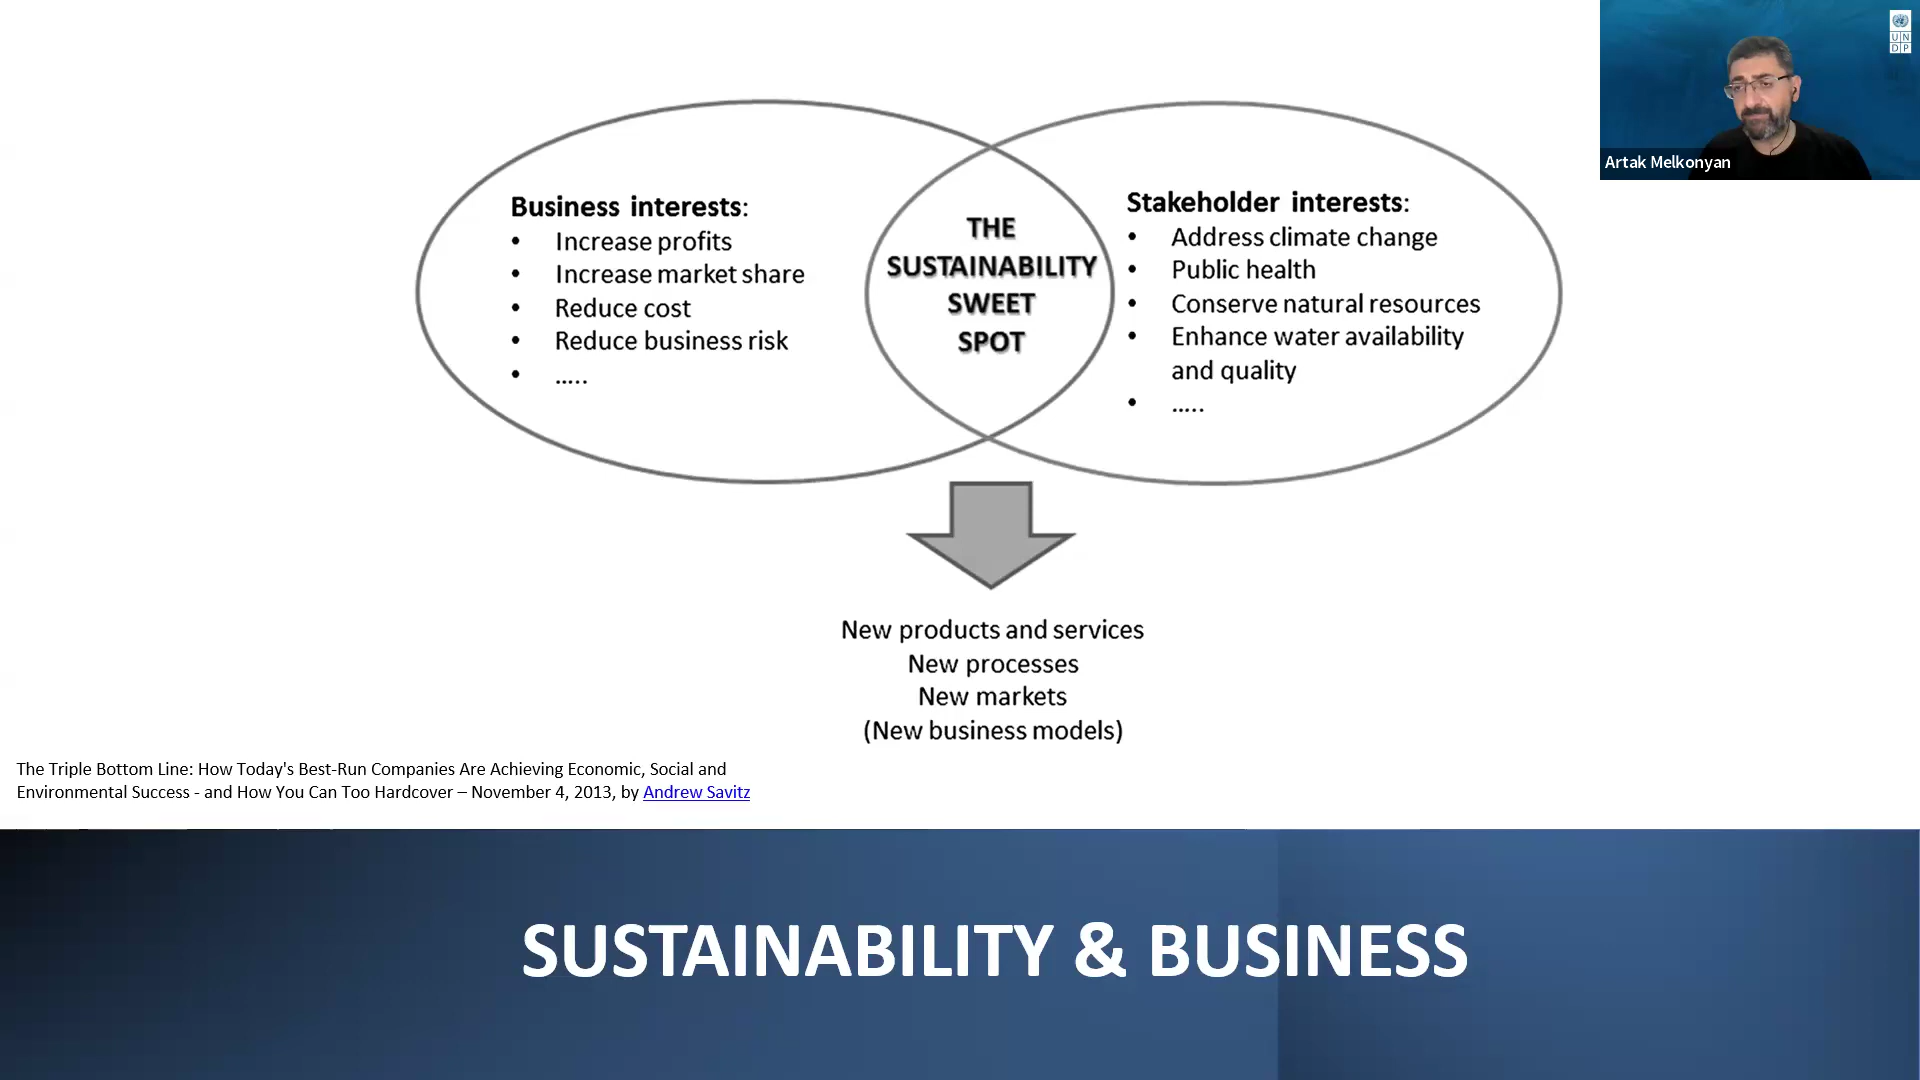 UN
DP
Artak Melkonyan
Business interests:
• Increase profits
• Increase market share
• Reduce cost
• Reduce business risk
• .....
THE
SUSTAINABILITY
SWEET
SPOT
Stakeholder interests:
• Address climate change
• Public health
• Conserve natural resources
• Enhance water availability
and quality
• .....
New products and services
New processes
New markets
(New business models)
The Triple Bottom Line: How Today's Best-Run Companies Are Achieving Economic, Social and
Environmental Success - and How You Can Too Hardcover – November 4, 2013, by Andrew Savitz
SUSTAINABILITY & BUSINESS